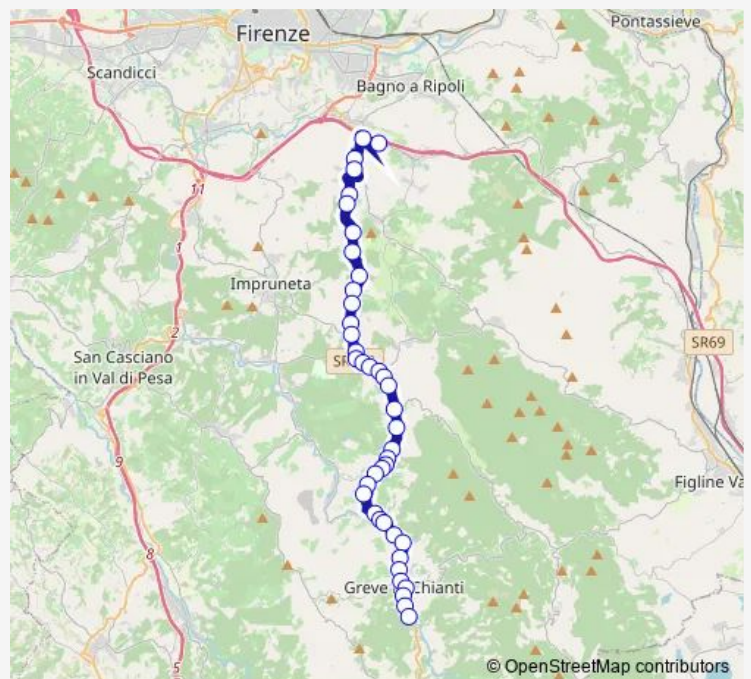 Pontassieve
Firenze
Scandicci
Bagno a Ripoli
11
1
Impruneta
2
SR69
San Casciano
in Val di Pesa
9
Figline Va
8
Greve Chianti
5
© OpenStreetMap contributors